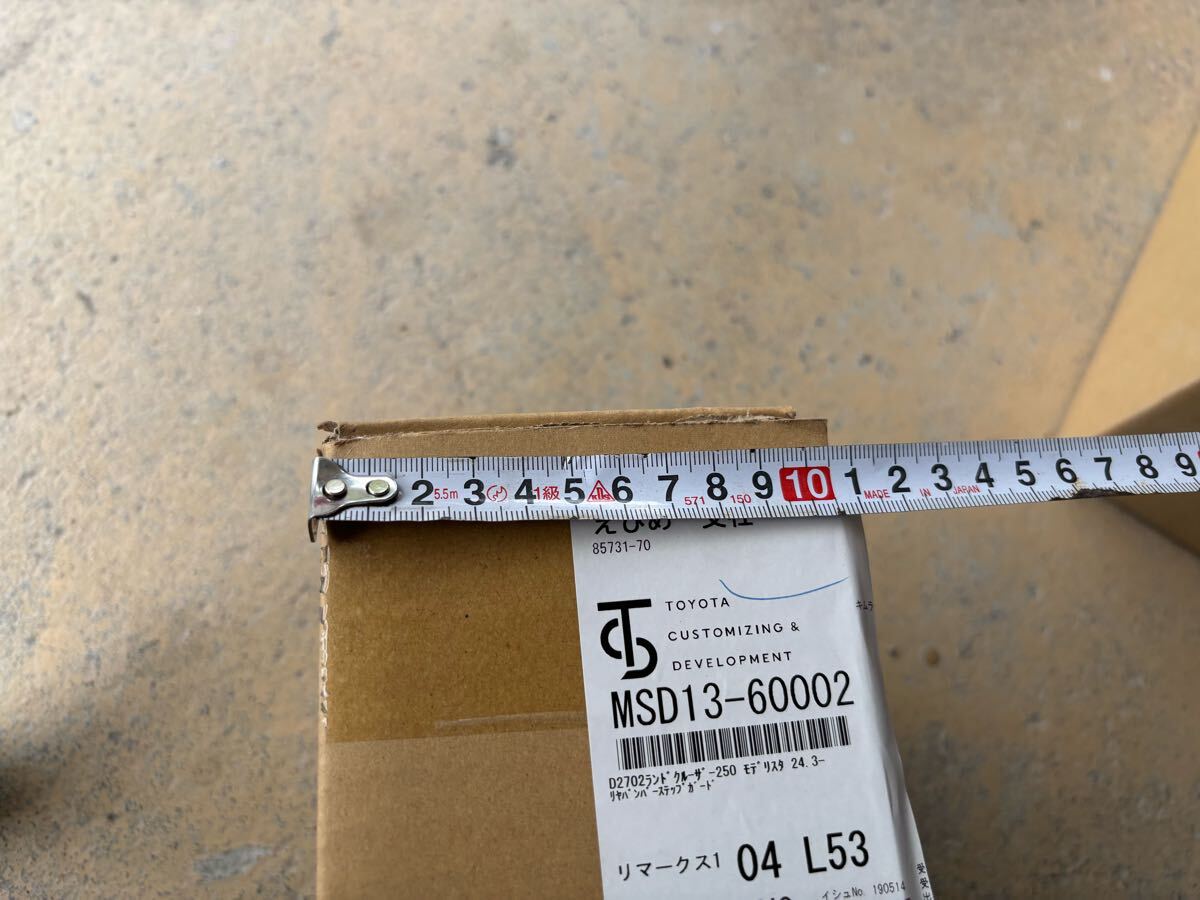 2 5.5m 3 4 1級 5 6 7 571 8 150 9 10 1 MADE 2 IN 3 JAPAN 4 5 6 7 8 9
85731-70
TOYOTA
CUSTOMIZING &
DEVELOPMENT
MSD13-60002
D2702ランドクルーザー250 モデリスタ 24.3-
リヤバンパーステップガード
リマークス1 04 L53
イシュNo. 190514